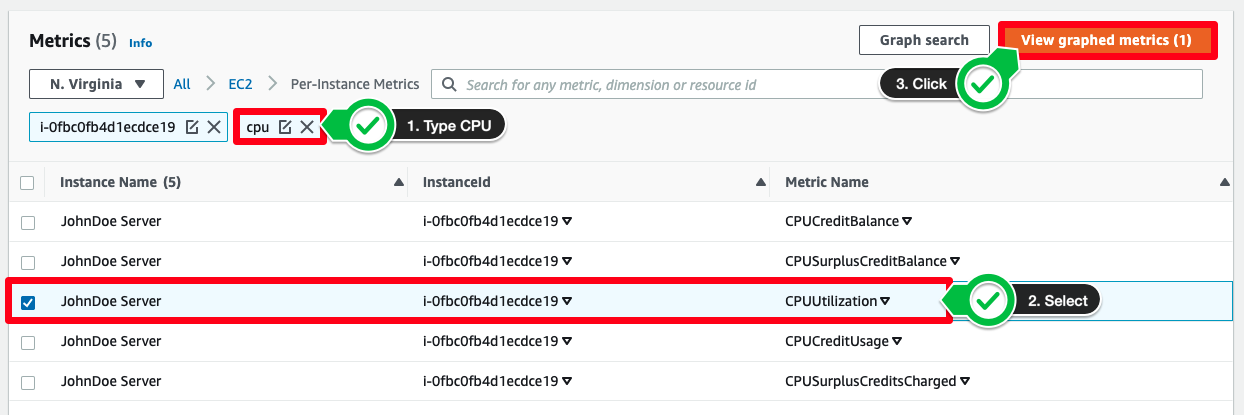 Metrics (5) Info
Graph search
View graphed metrics (1)
N. Virginia
All
EC2
Per-Instance Metrics
Search for any metric, dimension or resource id
3. Click
i-0fbc0fb4d1ecdce19
cpu
1. Type CPU
Instance Name (5) InstanceId Metric Name
JohnDoe Server i-0fbc0fb4d1ecdce19 CPUCreditBalance
JohnDoe Server i-0fbc0fb4d1ecdce19 CPUSurplusCreditBalance
JohnDoe Server i-0fbc0fb4d1ecdce19 CPUUtilization
2. Select
JohnDoe Server i-0fbc0fb4d1ecdce19 CPUCreditUsage
JohnDoe Server i-0fbc0fb4d1ecdce19 CPUSurplusCreditsCharged